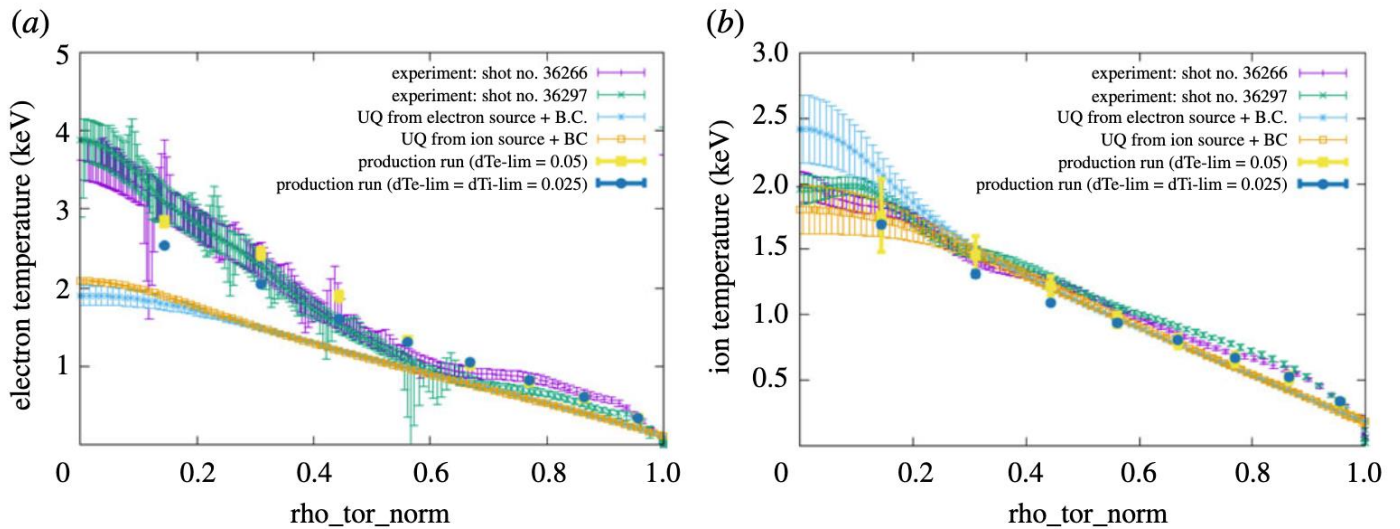 (a)
electron temperature (keV)
5
4
3
2
1
0
0.2
0.4
0.6
0.8
1.0
rho_tor_norm
experiment: shot no. 36266
experiment: shot no. 36297
UQ from electron source + B.C.
UQ from ion source + BC
production run (dTe-lim = 0.05)
production run (dTe-lim = dTi-lim = 0.025)
(b)
ion temperature (keV)
3.0
2.5
2.0
1.5
1.0
0.5
0
0.2
0.4
0.6
0.8
1.0
rho_tor_norm
experiment: shot no. 36266
experiment: shot no. 36297
UQ from electron source + B.C.
UQ from ion source + BC
production run (dTe-lim = 0.05)
production run (dTe-lim = dTi-lim = 0.025)